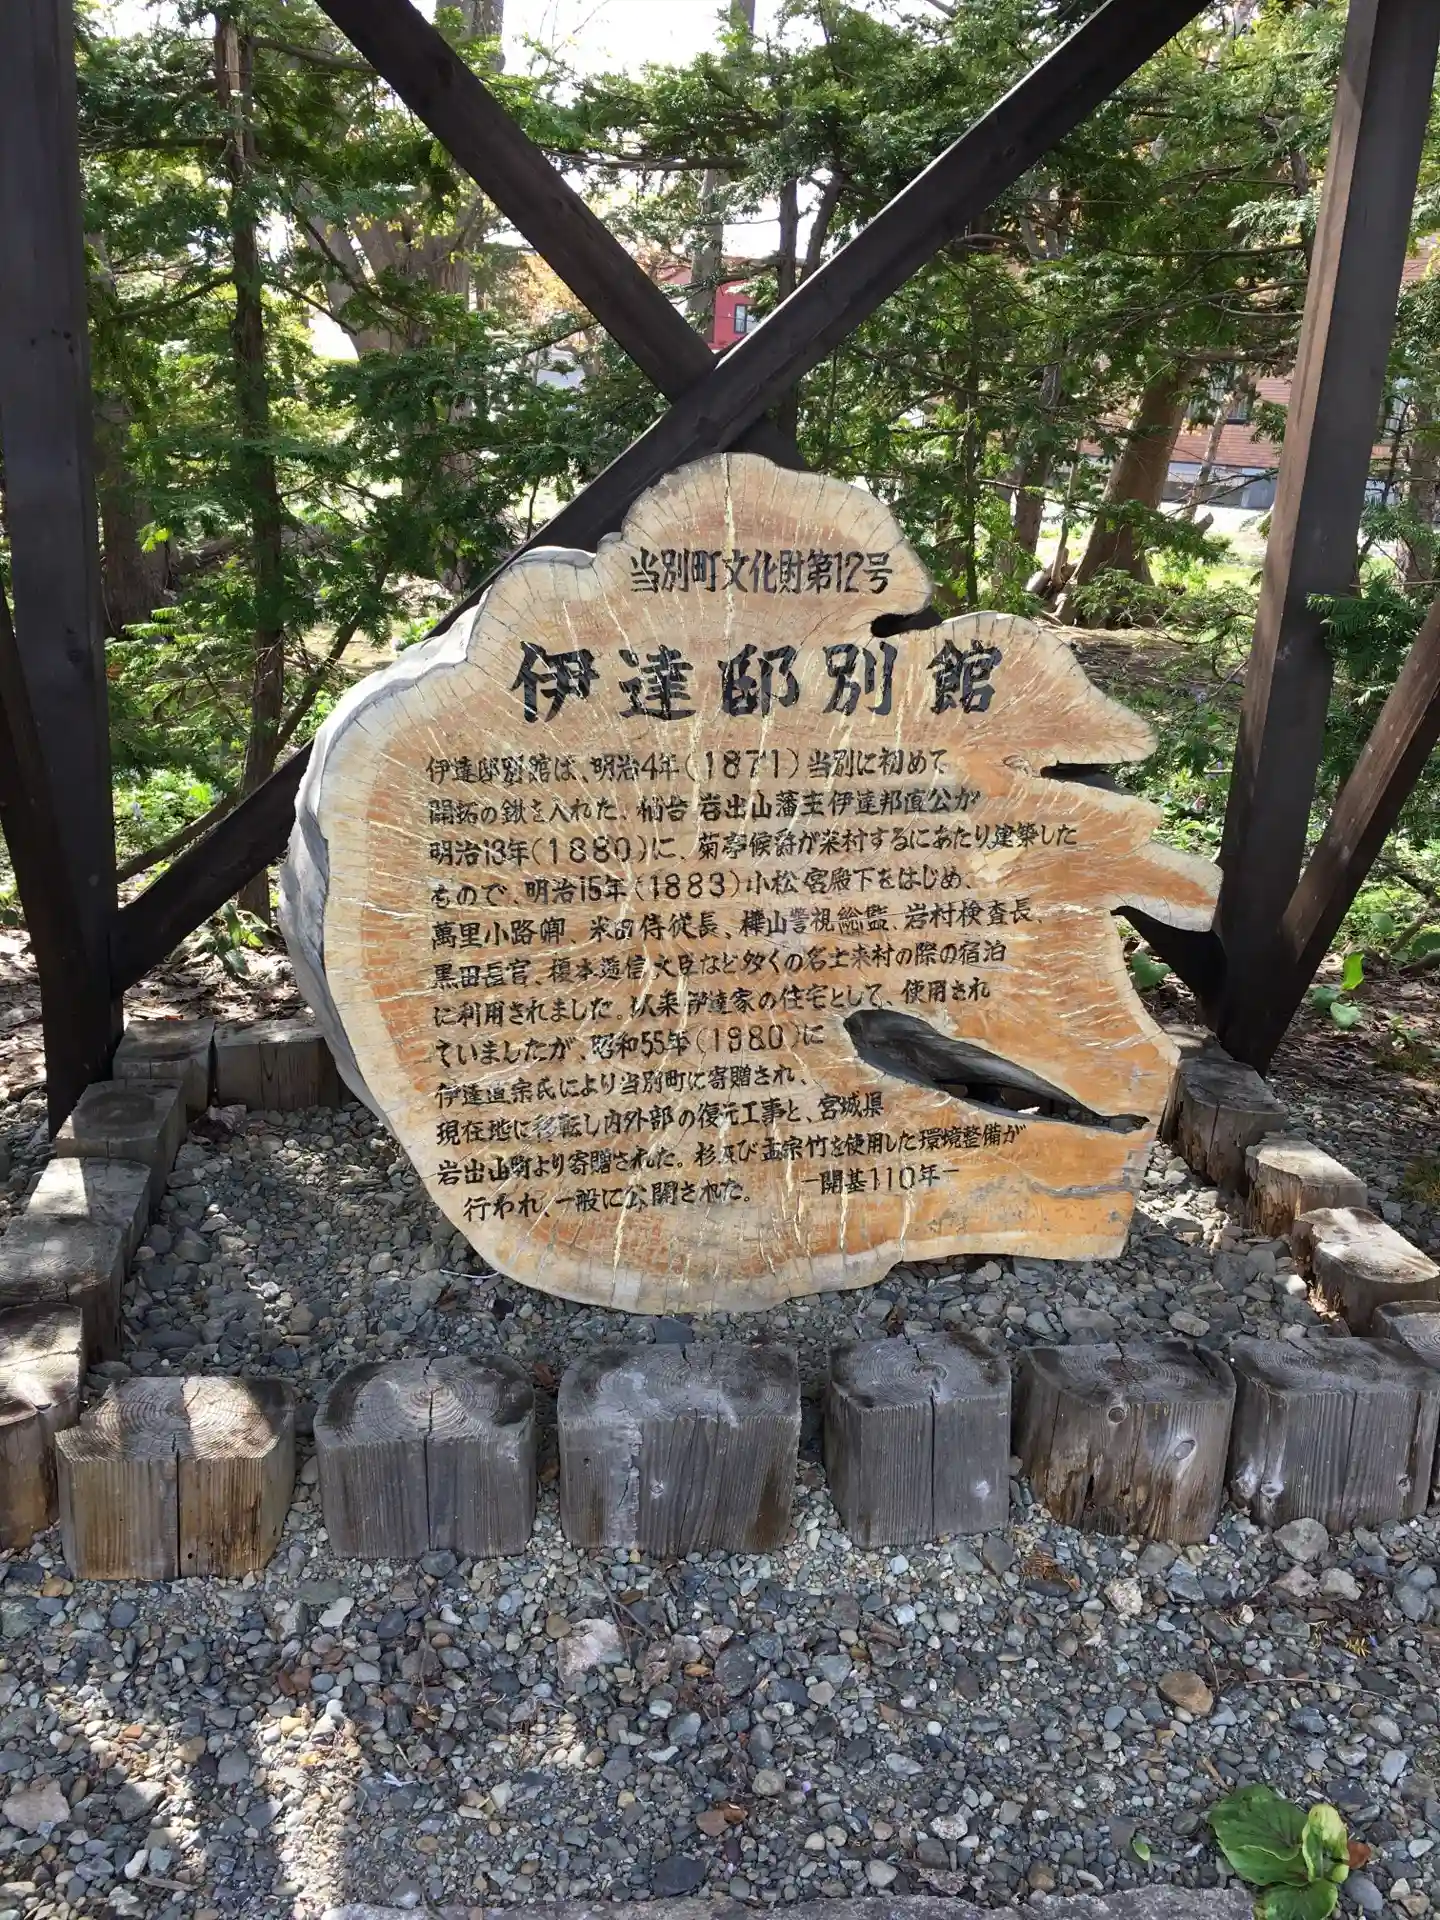 当別町文化財第12号
伊達邸別館
伊達邸別館は、明治4年(1871)当別に初めて
開拓の鍬を入れた、仙台岩出山藩主伊達邦直公が
明治13年(1880)に、菊亭侯爵が来村するにあたり建築した
もので、明治15年(1883)小松宮殿下をはじめ、
萬里小路卿、米田侍従長、樺山警視総監、岩村検査長、
黒田長官、榎本逓信大臣など多くの名士来村の際の宿泊
に利用されました。以来伊達家の住宅として、使用され
ていましたが、昭和55年(1980)に
伊達直宗氏により当別町に寄贈され、
現在地に移転し内外部の復元工事と、宮城県
岩出山町より寄贈された。杉及び孟宗竹を使用した環境整備が
行われ、一般に公開された。 ー開基110年ー